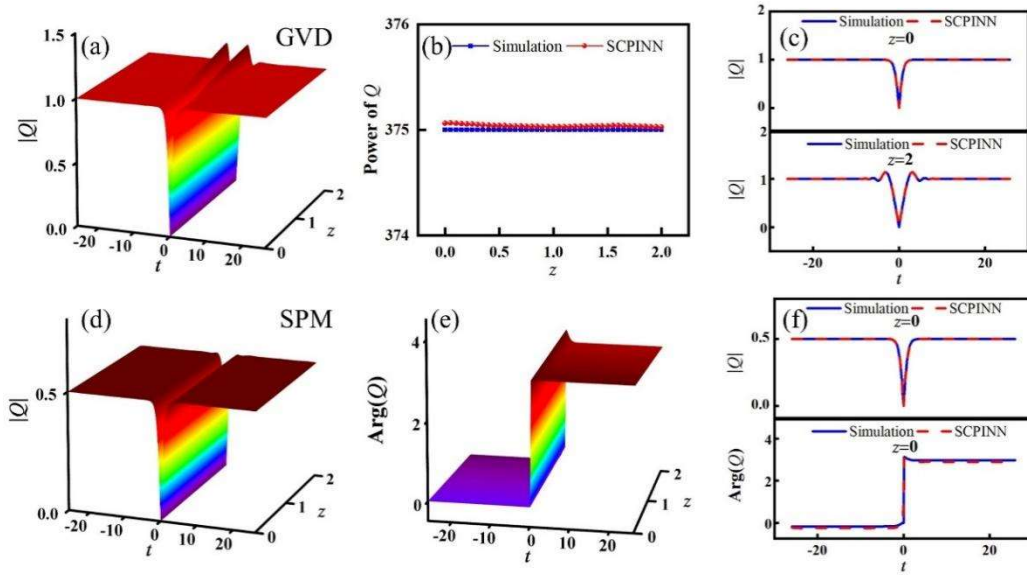 (a) GVD
1.5
1.0
0.5
0.0
|Q|
-20 -10 0 10 20
t
0 1 2
z
(b)
Simulation SCPINN
376
375
374
Power of Q
0.0 0.5 1.0 1.5 2.0
z
(c)
Simulation SCPINN
z=0
2
1
0
|Q|
Simulation SCPINN
z=2
2
1
0
|Q|
-20 0 20
t
(d) SPM
0.5
0.0
|Q|
-20 -10 0 10 20
t
0 1 2
z
(e)
4
2
0
Arg(Q)
-20 -10 0 10 20
t
0 1 2
z
(f)
Simulation SCPINN
z=0
0.5
0.0
|Q|
Simulation SCPINN
z=0
4
2
0
Arg(Q)
-20 0 20
t